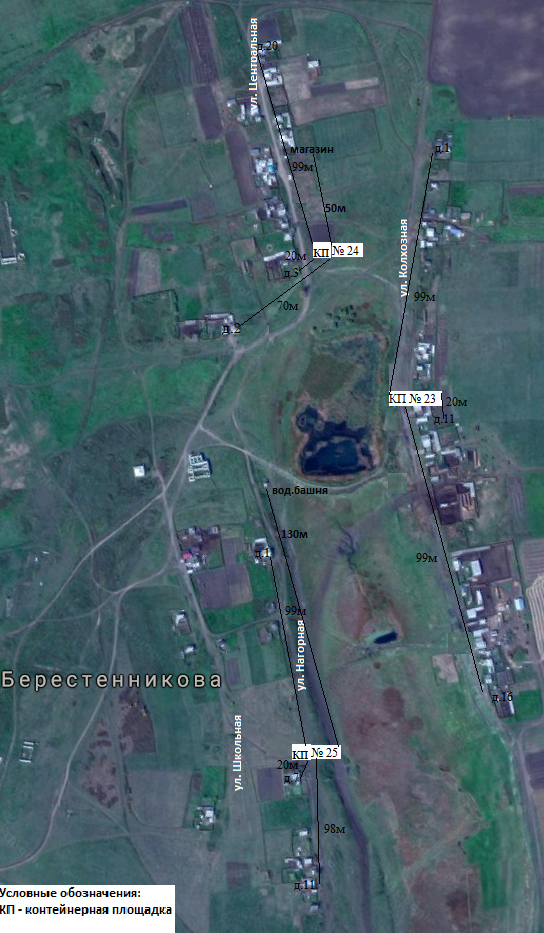 ул. Центральная
д.20
магазин
99м
д.1
50м
ул. Колхозная
20м
КП № 24
д.3
99м
70м
д.2
КП № 23
20м
д.11
вод.башня
130м
д.1
99м
99м
ул. Нагорная
Берестенникова
д.16
ул. Школьная
КП № 25
20м
д.7
98м
д.11
Условные обозначения:
КП - контейнерная площадка